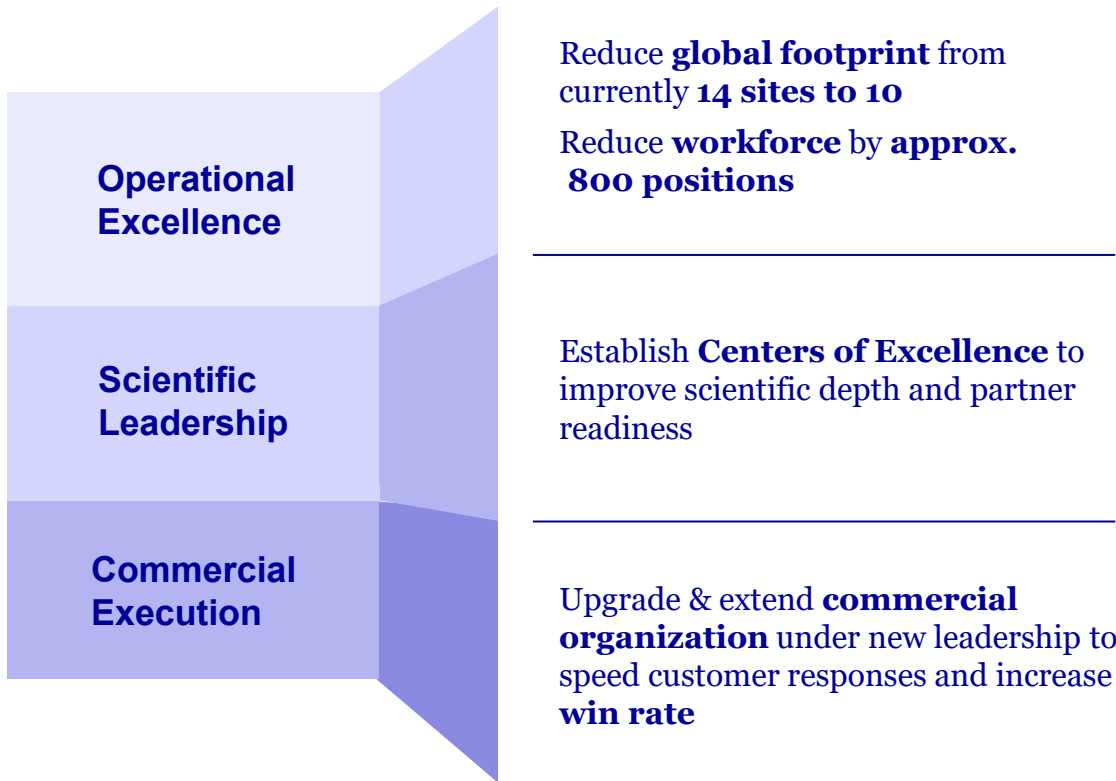 Operational
Excellence
Reduce global footprint from
currently 14 sites to 10
Reduce workforce by approx.
800 positions
Scientific
Leadership
Establish Centers of Excellence to
improve scientific depth and partner
readiness
Commercial
Execution
Upgrade & extend commercial
organization under new leadership to
speed customer responses and increase
win rate